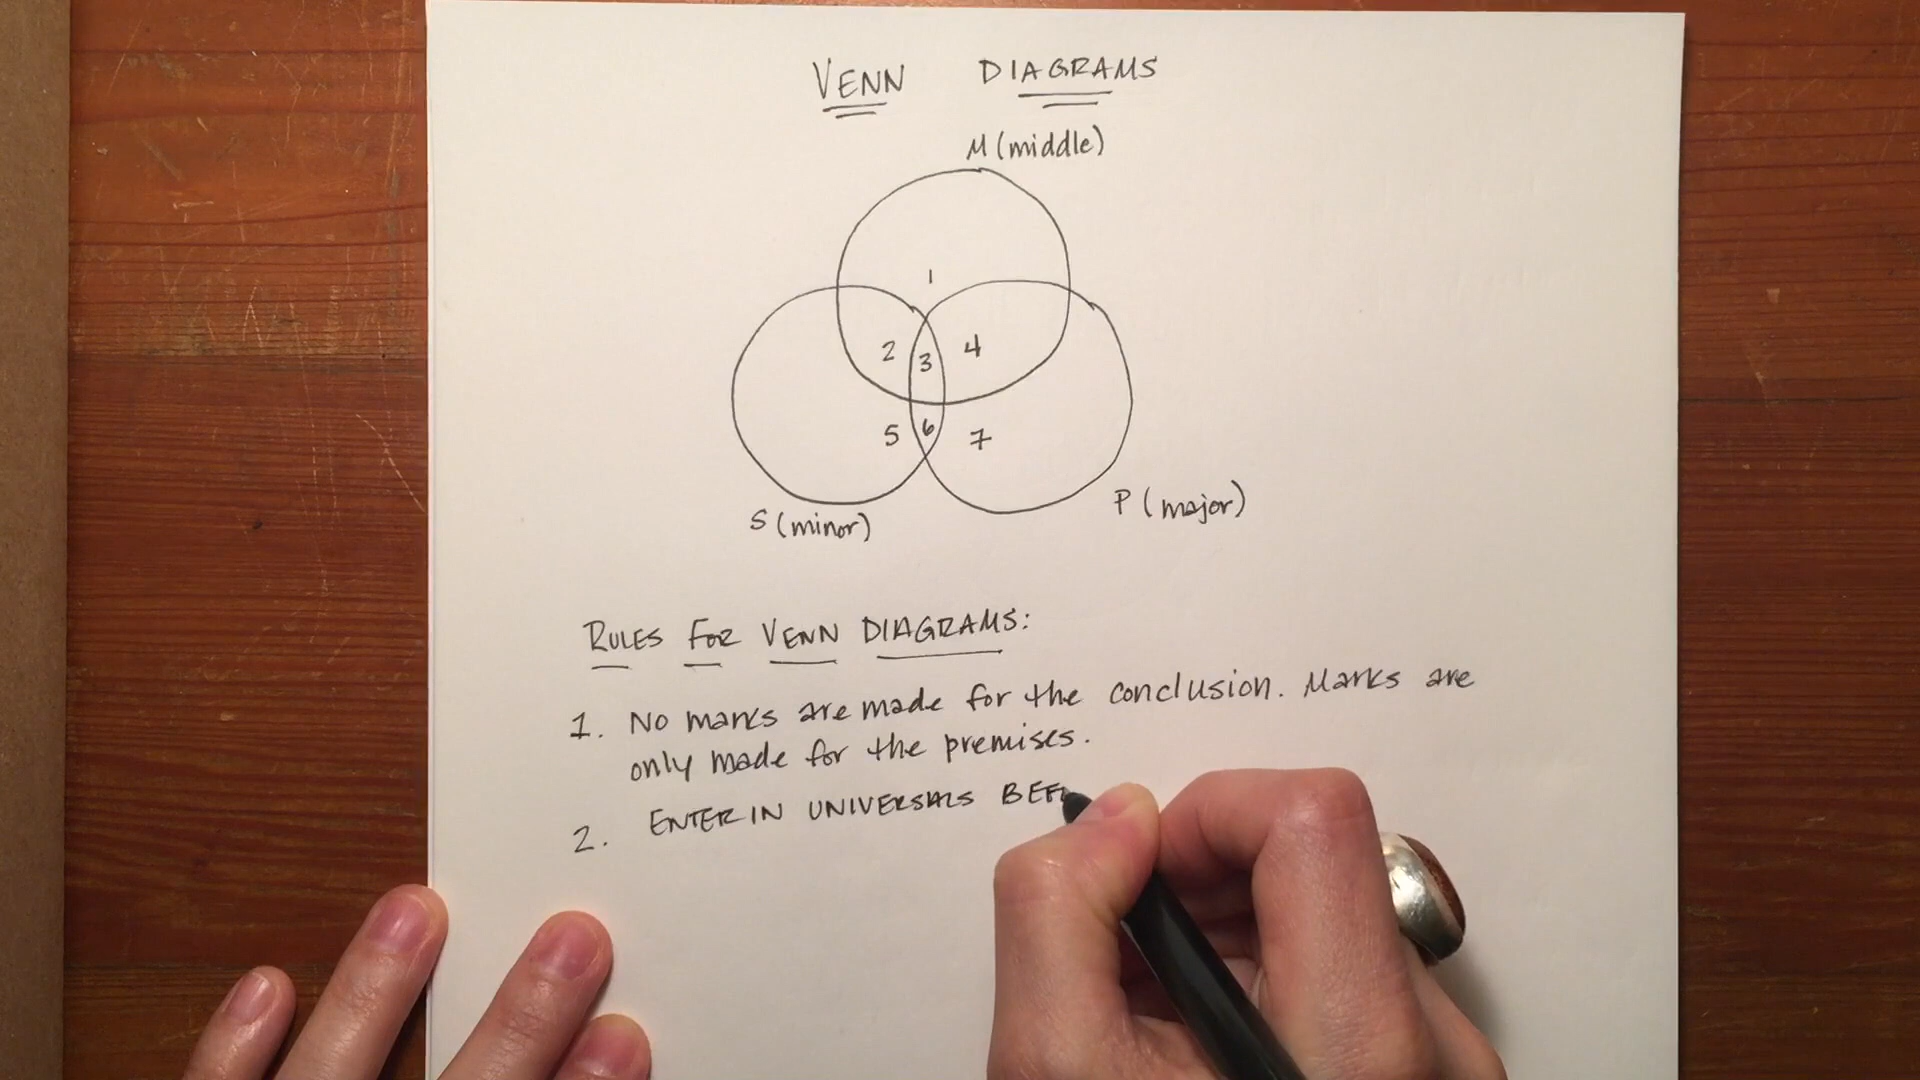 VENN DIAGRAMS
M (middle)
1
2 3 4
5 6 7
S (minor)
P (major)
RULES FOR VENN DIAGRAMS:
1. No marks are made for the conclusion. Marks are
only made for the premises.
2. ENTER IN UNIVERSALS